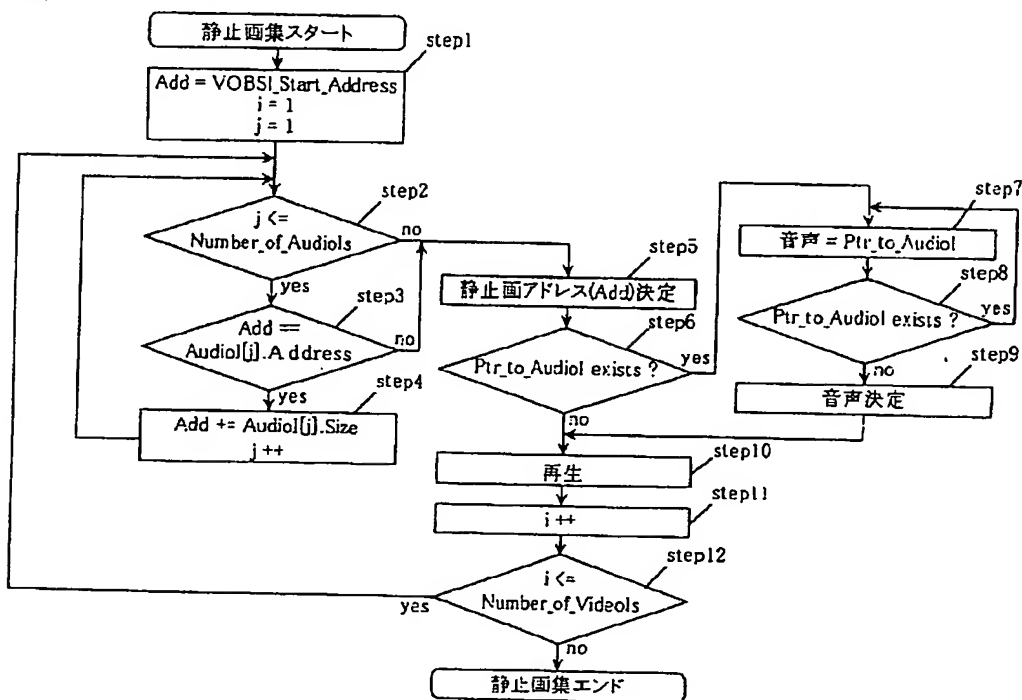 静止画集スタート
step1
Add = VOBSI_Start_Address
i = 1
j = 1
step2
j <=
Number_of_AudioIs
no
yes
step3
Add ==
AudioI[j].Address
no
yes
step4
Add += AudioI[j].Size
j ++
step5
静止画アドレス(Add)決定
step6
Ptr_to_AudioI exists ?
yes
no
step7
音声 = Ptr_to_AudioI
step8
Ptr_to_AudioI exists ?
yes
no
step9
音声決定
step10
再生
step11
i ++
step12
i <=
Number_of_VideoIs
yes
no
静止画集エンド